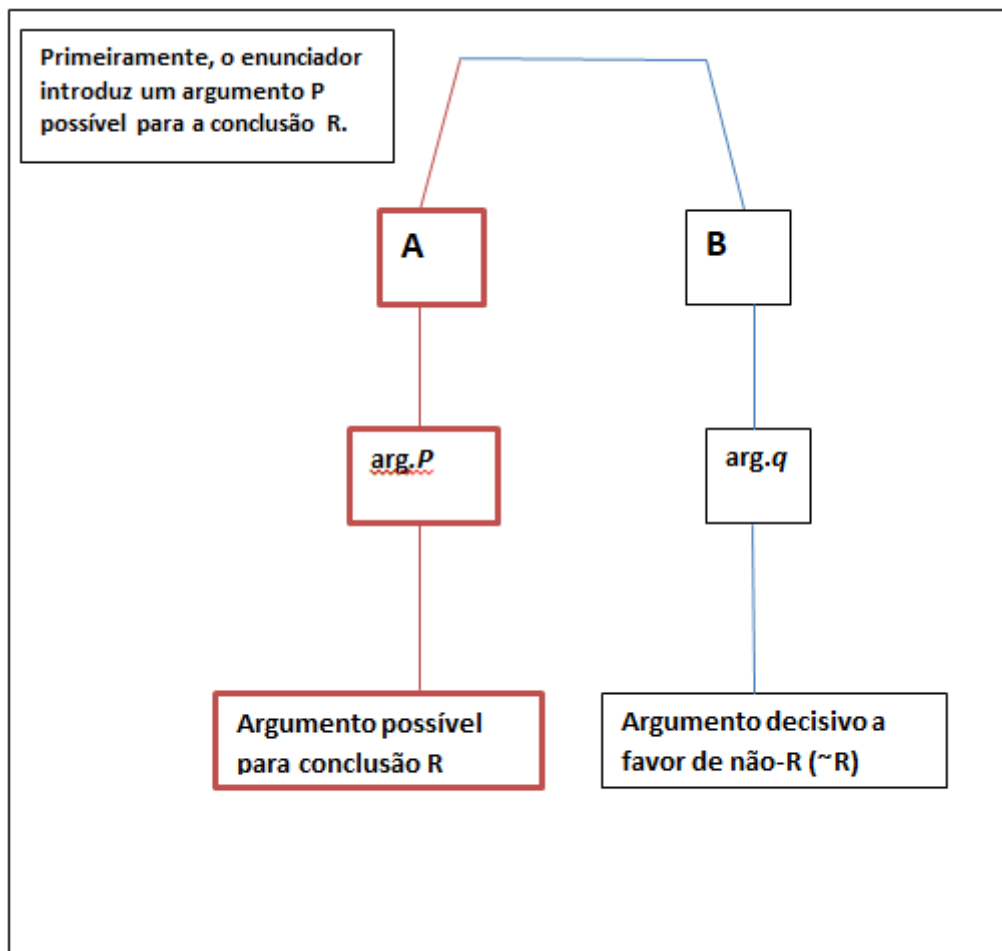 Primeiramente, o enunciador
introduz um argumento P
possível para a conclusão R.
A
B
arg.P
arg.q
Argumento possível
para conclusão R
Argumento decisivo a
favor de não-R (~R)